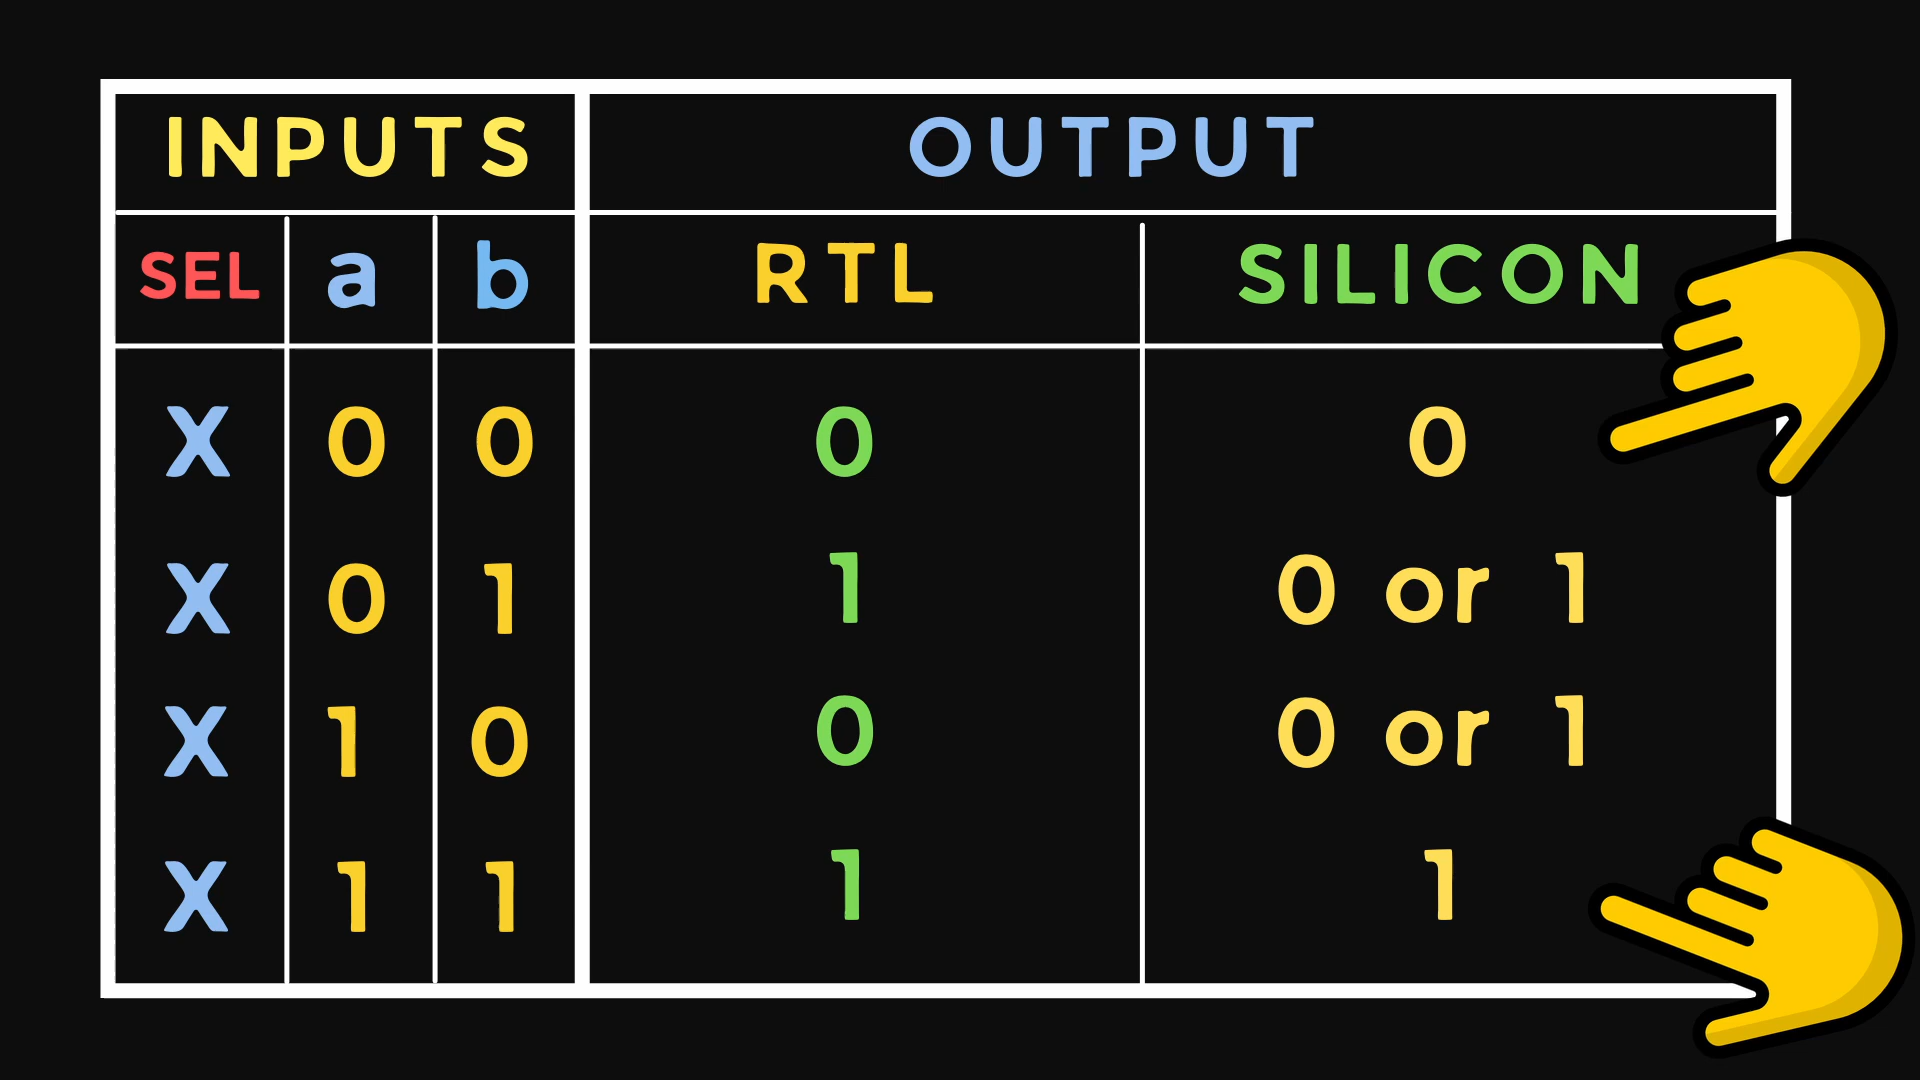 INPUTS OUTPUT
SEL a b RTL SILICON
X 0 0 0 0
X 0 1 1 0 or 1
X 1 0 0 0 or 1
X 1 1 1 1